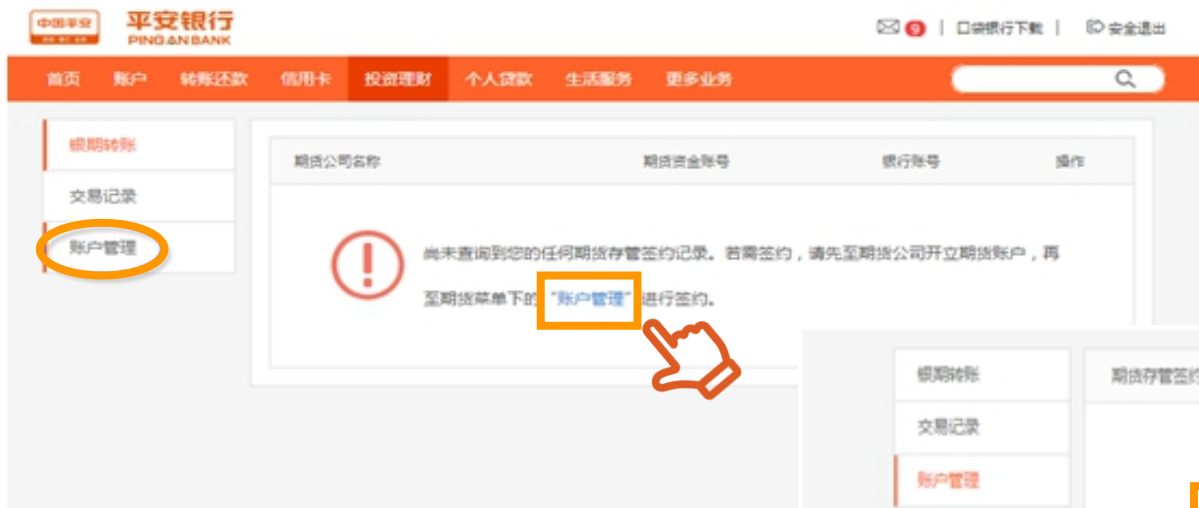 中国平安
平安银行
PING AN BANK
9 | 口袋银行下载 | 安全退出
首页 账户 转账还款 信用卡 投资理财 个人贷款 生活服务 更多业务
银期转账
交易记录
账户管理
期货公司名称 期货资金账号 银行账号 操作
尚未查询到您的任何期货存管签约记录。若需签约，请先至期货公司开立期货账户，再
至期货菜单下的 “账户管理” 进行签约。
银期转账
交易记录
账户管理
期货存管签约